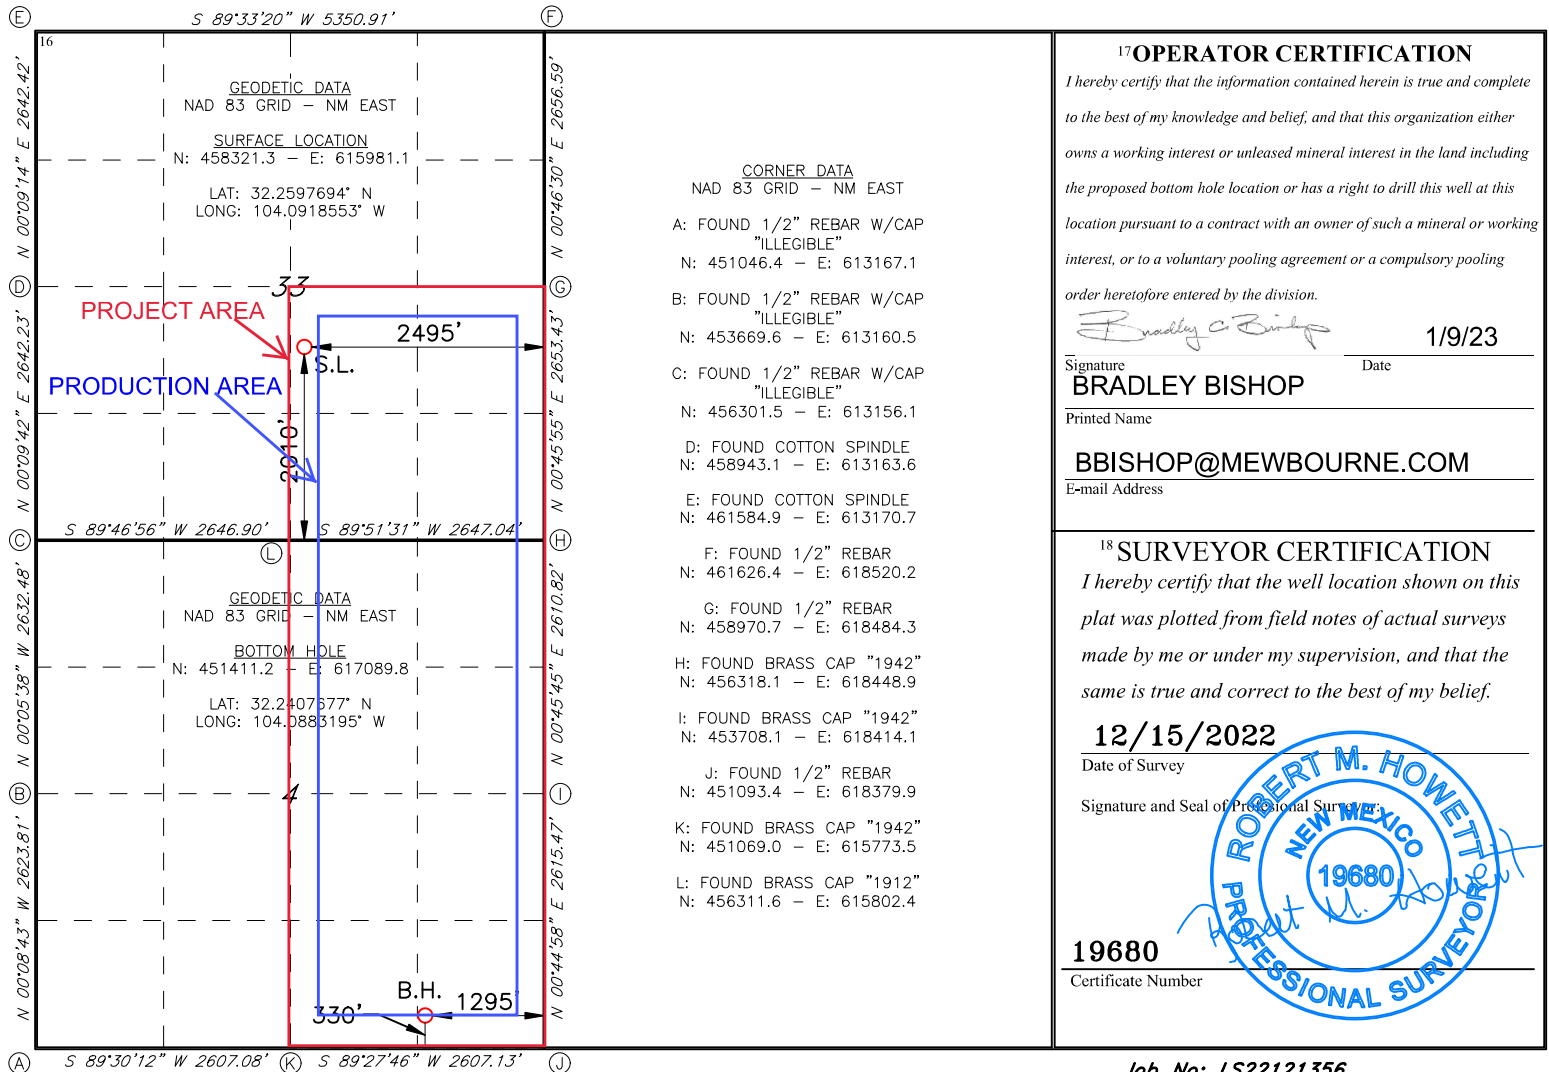 E S 89°33'20" W 5350.91' F
16
N 00°09'14" E 2642.42'
N 00°46'30" E 2656.59'
GEODETIC DATA
NAD 83 GRID – NM EAST
SURFACE LOCATION
N: 458321.3 – E: 615981.1
LAT: 32.2597694° N
LONG: 104.0918553° W
D 33 G
PROJECT AREA
N 00°09'42" E 2642.23'
N 00°45'55" E 2653.43'
2495'
S.L.
PRODUCTION AREA
2010'
S 89°46'56" W 2646.90' S 89°51'31" W 2647.04'
C L H
N 00°05'38" W 2632.48'
N 00°45'45" E 2610.82'
GEODETIC DATA
NAD 83 GRID – NM EAST
BOTTOM HOLE
N: 451411.2 – E: 617089.8
LAT: 32.2407677° N
LONG: 104.0883195° W
B 4 I
N 00°08'43" W 2623.81'
N 00°44'58" E 2615.47'
B.H.
330' 1295'
A S 89°30'12" W 2607.08' K S 89°27'46" W 2607.13' J
CORNER DATA
NAD 83 GRID – NM EAST
A: FOUND 1/2" REBAR W/CAP
"ILLEGIBLE"
N: 451046.4 – E: 613167.1
B: FOUND 1/2" REBAR W/CAP
"ILLEGIBLE"
N: 453669.6 – E: 613160.5
C: FOUND 1/2" REBAR W/CAP
"ILLEGIBLE"
N: 456301.5 – E: 613156.1
D: FOUND COTTON SPINDLE
N: 458943.1 – E: 613163.6
E: FOUND COTTON SPINDLE
N: 461584.9 – E: 613170.7
F: FOUND 1/2" REBAR
N: 461626.4 – E: 618520.2
G: FOUND 1/2" REBAR
N: 458970.7 – E: 618484.3
H: FOUND BRASS CAP "1942"
N: 456318.1 – E: 618448.9
I: FOUND BRASS CAP "1942"
N: 453708.1 – E: 618414.1
J: FOUND 1/2" REBAR
N: 451093.4 – E: 618379.9
K: FOUND BRASS CAP "1942"
N: 451069.0 – E: 615773.5
L: FOUND BRASS CAP "1912"
N: 456311.6 – E: 615802.4
17 OPERATOR CERTIFICATION
I hereby certify that the information contained herein is true and complete
to the best of my knowledge and belief, and that this organization either
owns a working interest or unleased mineral interest in the land including
the proposed bottom hole location or has a right to drill this well at this
location pursuant to a contract with an owner of such a mineral or working
interest, or to a voluntary pooling agreement or a compulsory pooling
order heretofore entered by the division.
Bradley C. Bishop 1/9/23
Signature Date
BRADLEY BISHOP
Printed Name
BBISHOP@MEWBOURNE.COM
E-mail Address
18 SURVEYOR CERTIFICATION
I hereby certify that the well location shown on this
plat was plotted from field notes of actual surveys
made by me or under my supervision, and that the
same is true and correct to the best of my belief.
12/15/2022
Date of Survey
Signature and Seal of Profesional Surveyor:
ROBERT M. HOWETT
NEW MEXICO
19680
PROFESSIONAL SURVEYOR
Robert M. Howett
19680
Certificate Number
Job No: LS22121356